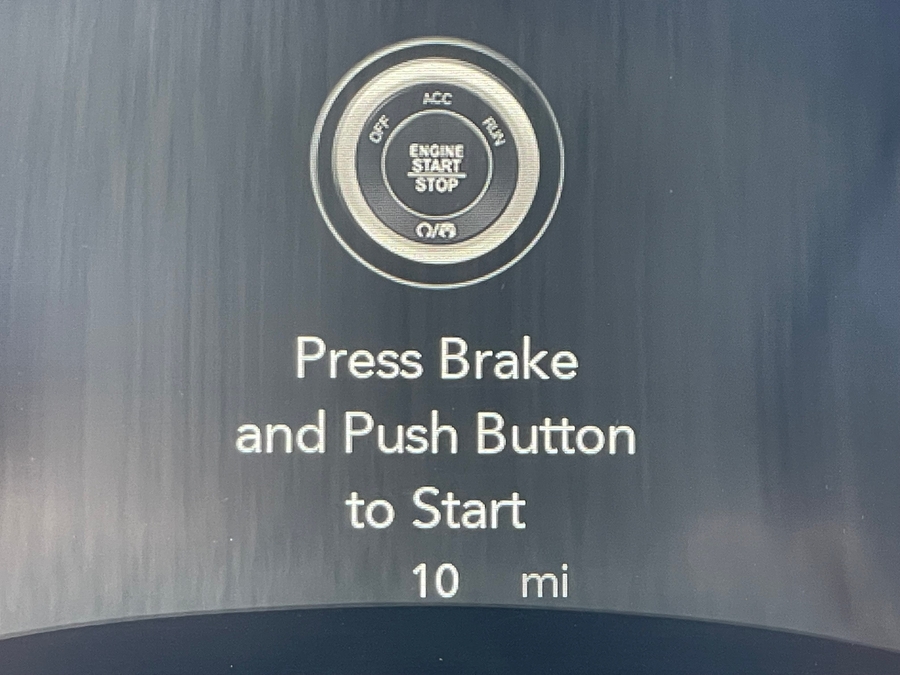 ACC
OFF
RUN
ENGINE
START
STOP
Press Brake
and Push Button
to Start
10 mi